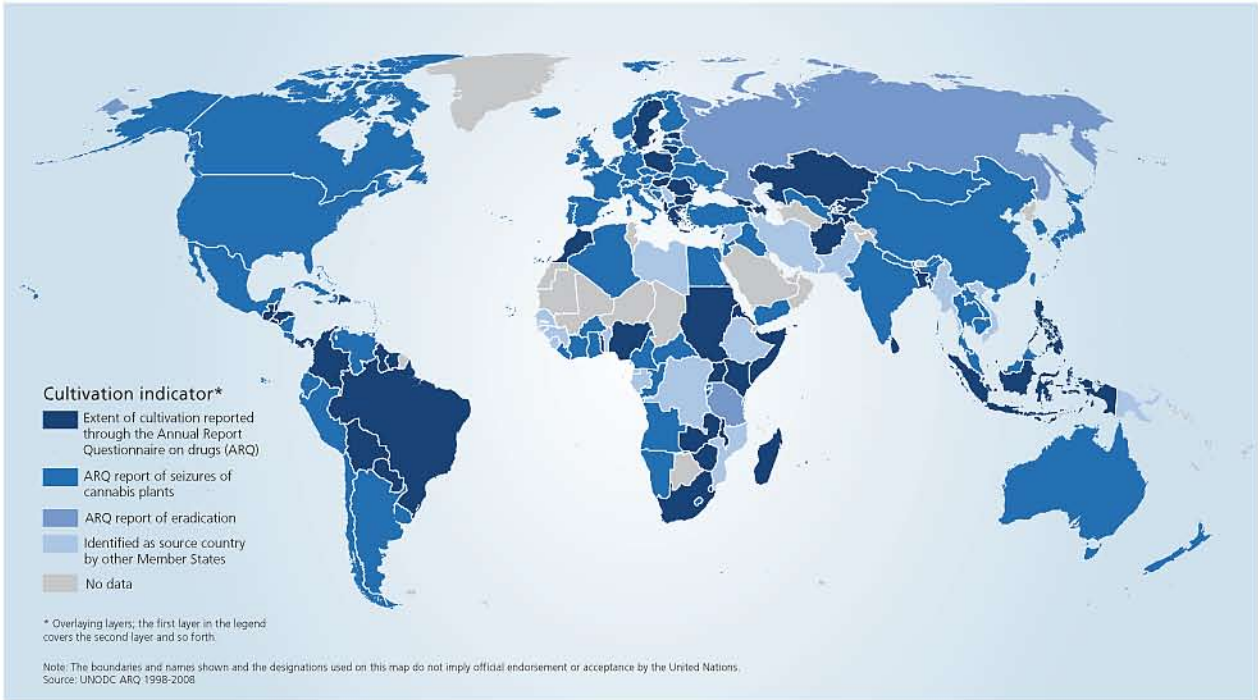 Cultivation indicator*
Extent of cultivation reported
through the Annual Report
Questionnaire on drugs (ARQ)
ARQ report of seizures of
cannabis plants
ARQ report of eradication
Identified as source country
by other Member States
No data
* Overlaying layers; the first layer in the legend
covers the second layer and so forth.
Note: The boundaries and names shown and the designations used on this map do not imply official endorsement or acceptance by the United Nations.
Source: UNODC ARQ 1998-2008